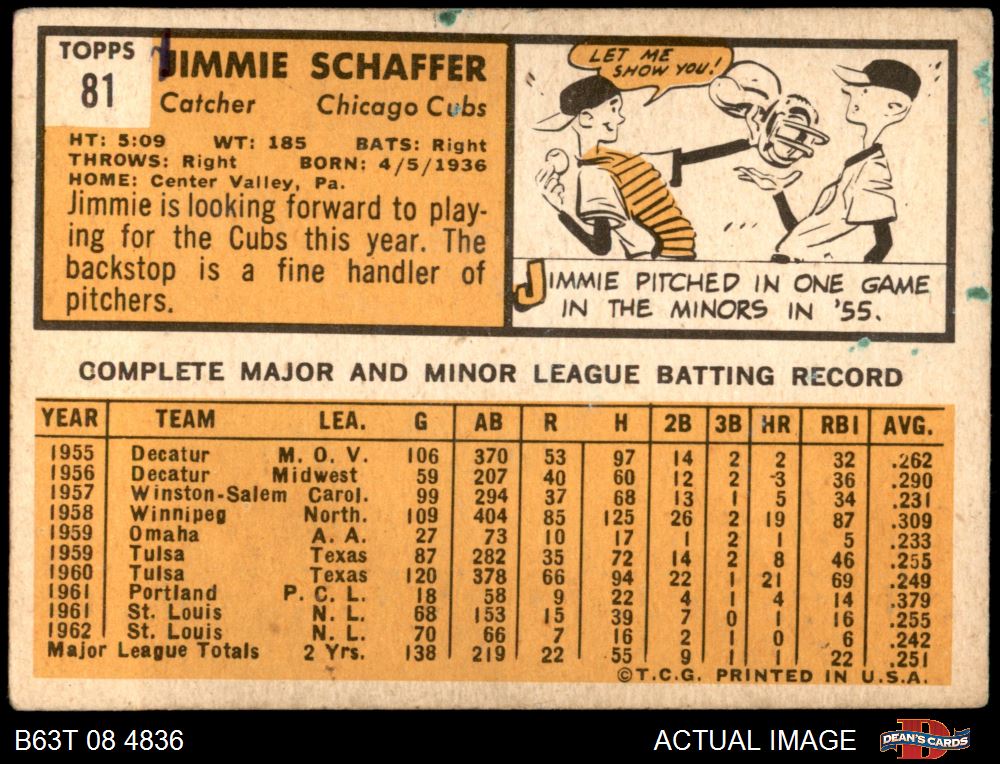 TOPPS
81
JIMMIE SCHAFFER
Catcher Chicago Cubs
HT: 5:09 WT: 185 BATS: Right
THROWS: Right BORN: 4/5/1936
HOME: Center Valley, Pa.
Jimmie is looking forward to play-
ing for the Cubs this year. The
backstop is a fine handler of
pitchers.
LET ME
SHOW YOU!
JIMMIE PITCHED IN ONE GAME
IN THE MINORS IN '55.
COMPLETE MAJOR AND MINOR LEAGUE BATTING RECORD
YEAR TEAM LEA. G AB R H 2B 3B HR RBI AVG.
1955 Decatur M. O. V. 106 370 53 97 14 2 2 32 .262
1956 Decatur Midwest 59 207 40 60 12 2 3 36 .290
1957 Winston-Salem Carol. 99 294 37 68 13 1 5 34 .231
1958 Winnipeg North. 109 404 85 125 26 2 19 87 .309
1959 Omaha A. A. 27 73 10 17 1 2 1 5 .233
1959 Tulsa Texas 87 282 35 72 14 2 8 46 .255
1960 Tulsa Texas 120 378 66 94 22 1 21 69 .249
1961 Portland P. C. L. 18 58 9 22 4 1 4 14 .379
1961 St. Louis N. L. 68 153 15 39 7 0 1 16 .255
1962 St. Louis N. L. 70 66 7 16 2 1 0 6 .242
Major League Totals 2 Yrs. 138 219 22 55 9 1 1 22 .251
©T.C.G. PRINTED IN U.S.A.
B63T 08 4836 ACTUAL IMAGE DEAN'S CARDS